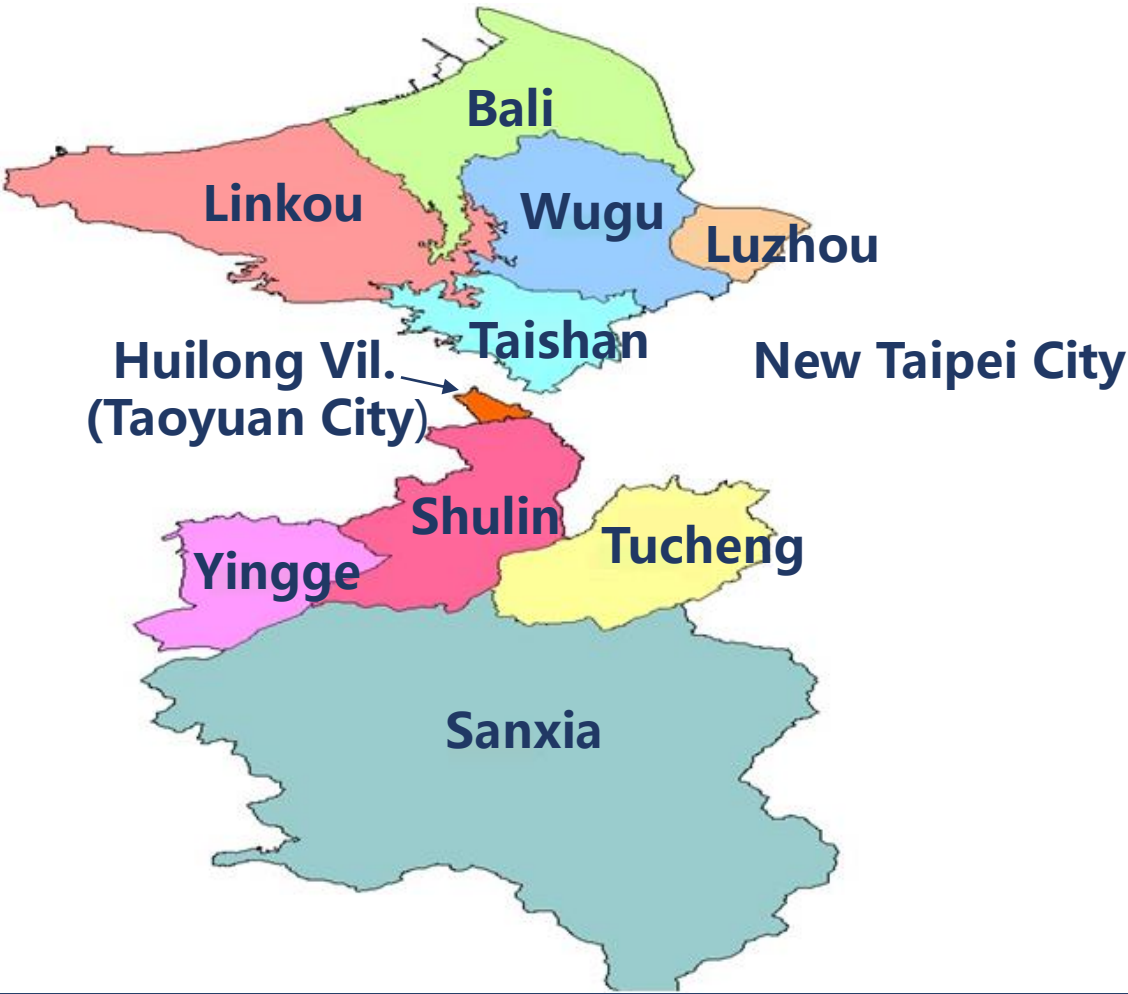 Bali
Linkou
Wugu
Luzhou
Taishan
Huilong Vil.
(Taoyuan City)
New Taipei City
Shulin
Tucheng
Yingge
Sanxia